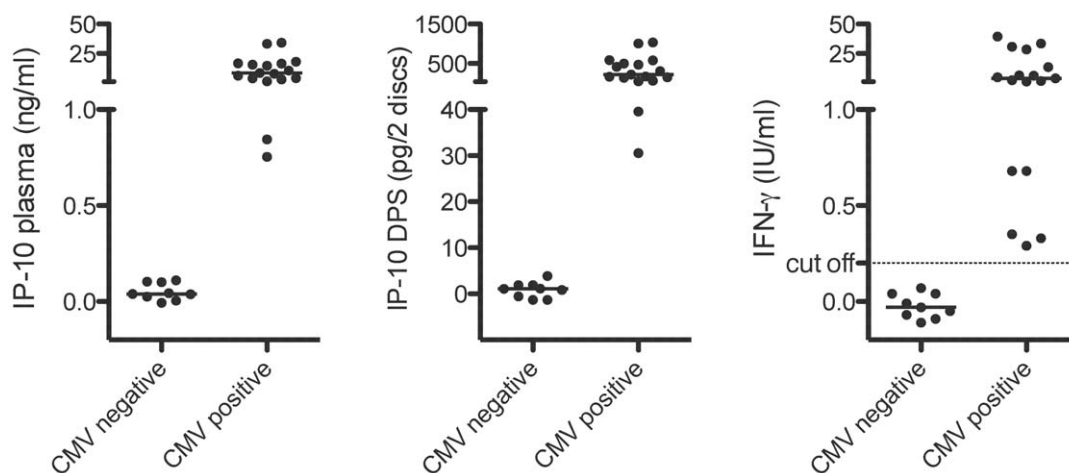 IP-10 plasma (ng/ml)
50
25
1.0
0.5
0.0
CMV negative
CMV positive
IP-10 DPS (pg/2 discs)
1500
500
40
30
20
10
0
CMV negative
CMV positive
IFN-γ (IU/ml)
50
25
1.0
0.5
cut off
0.0
CMV negative
CMV positive